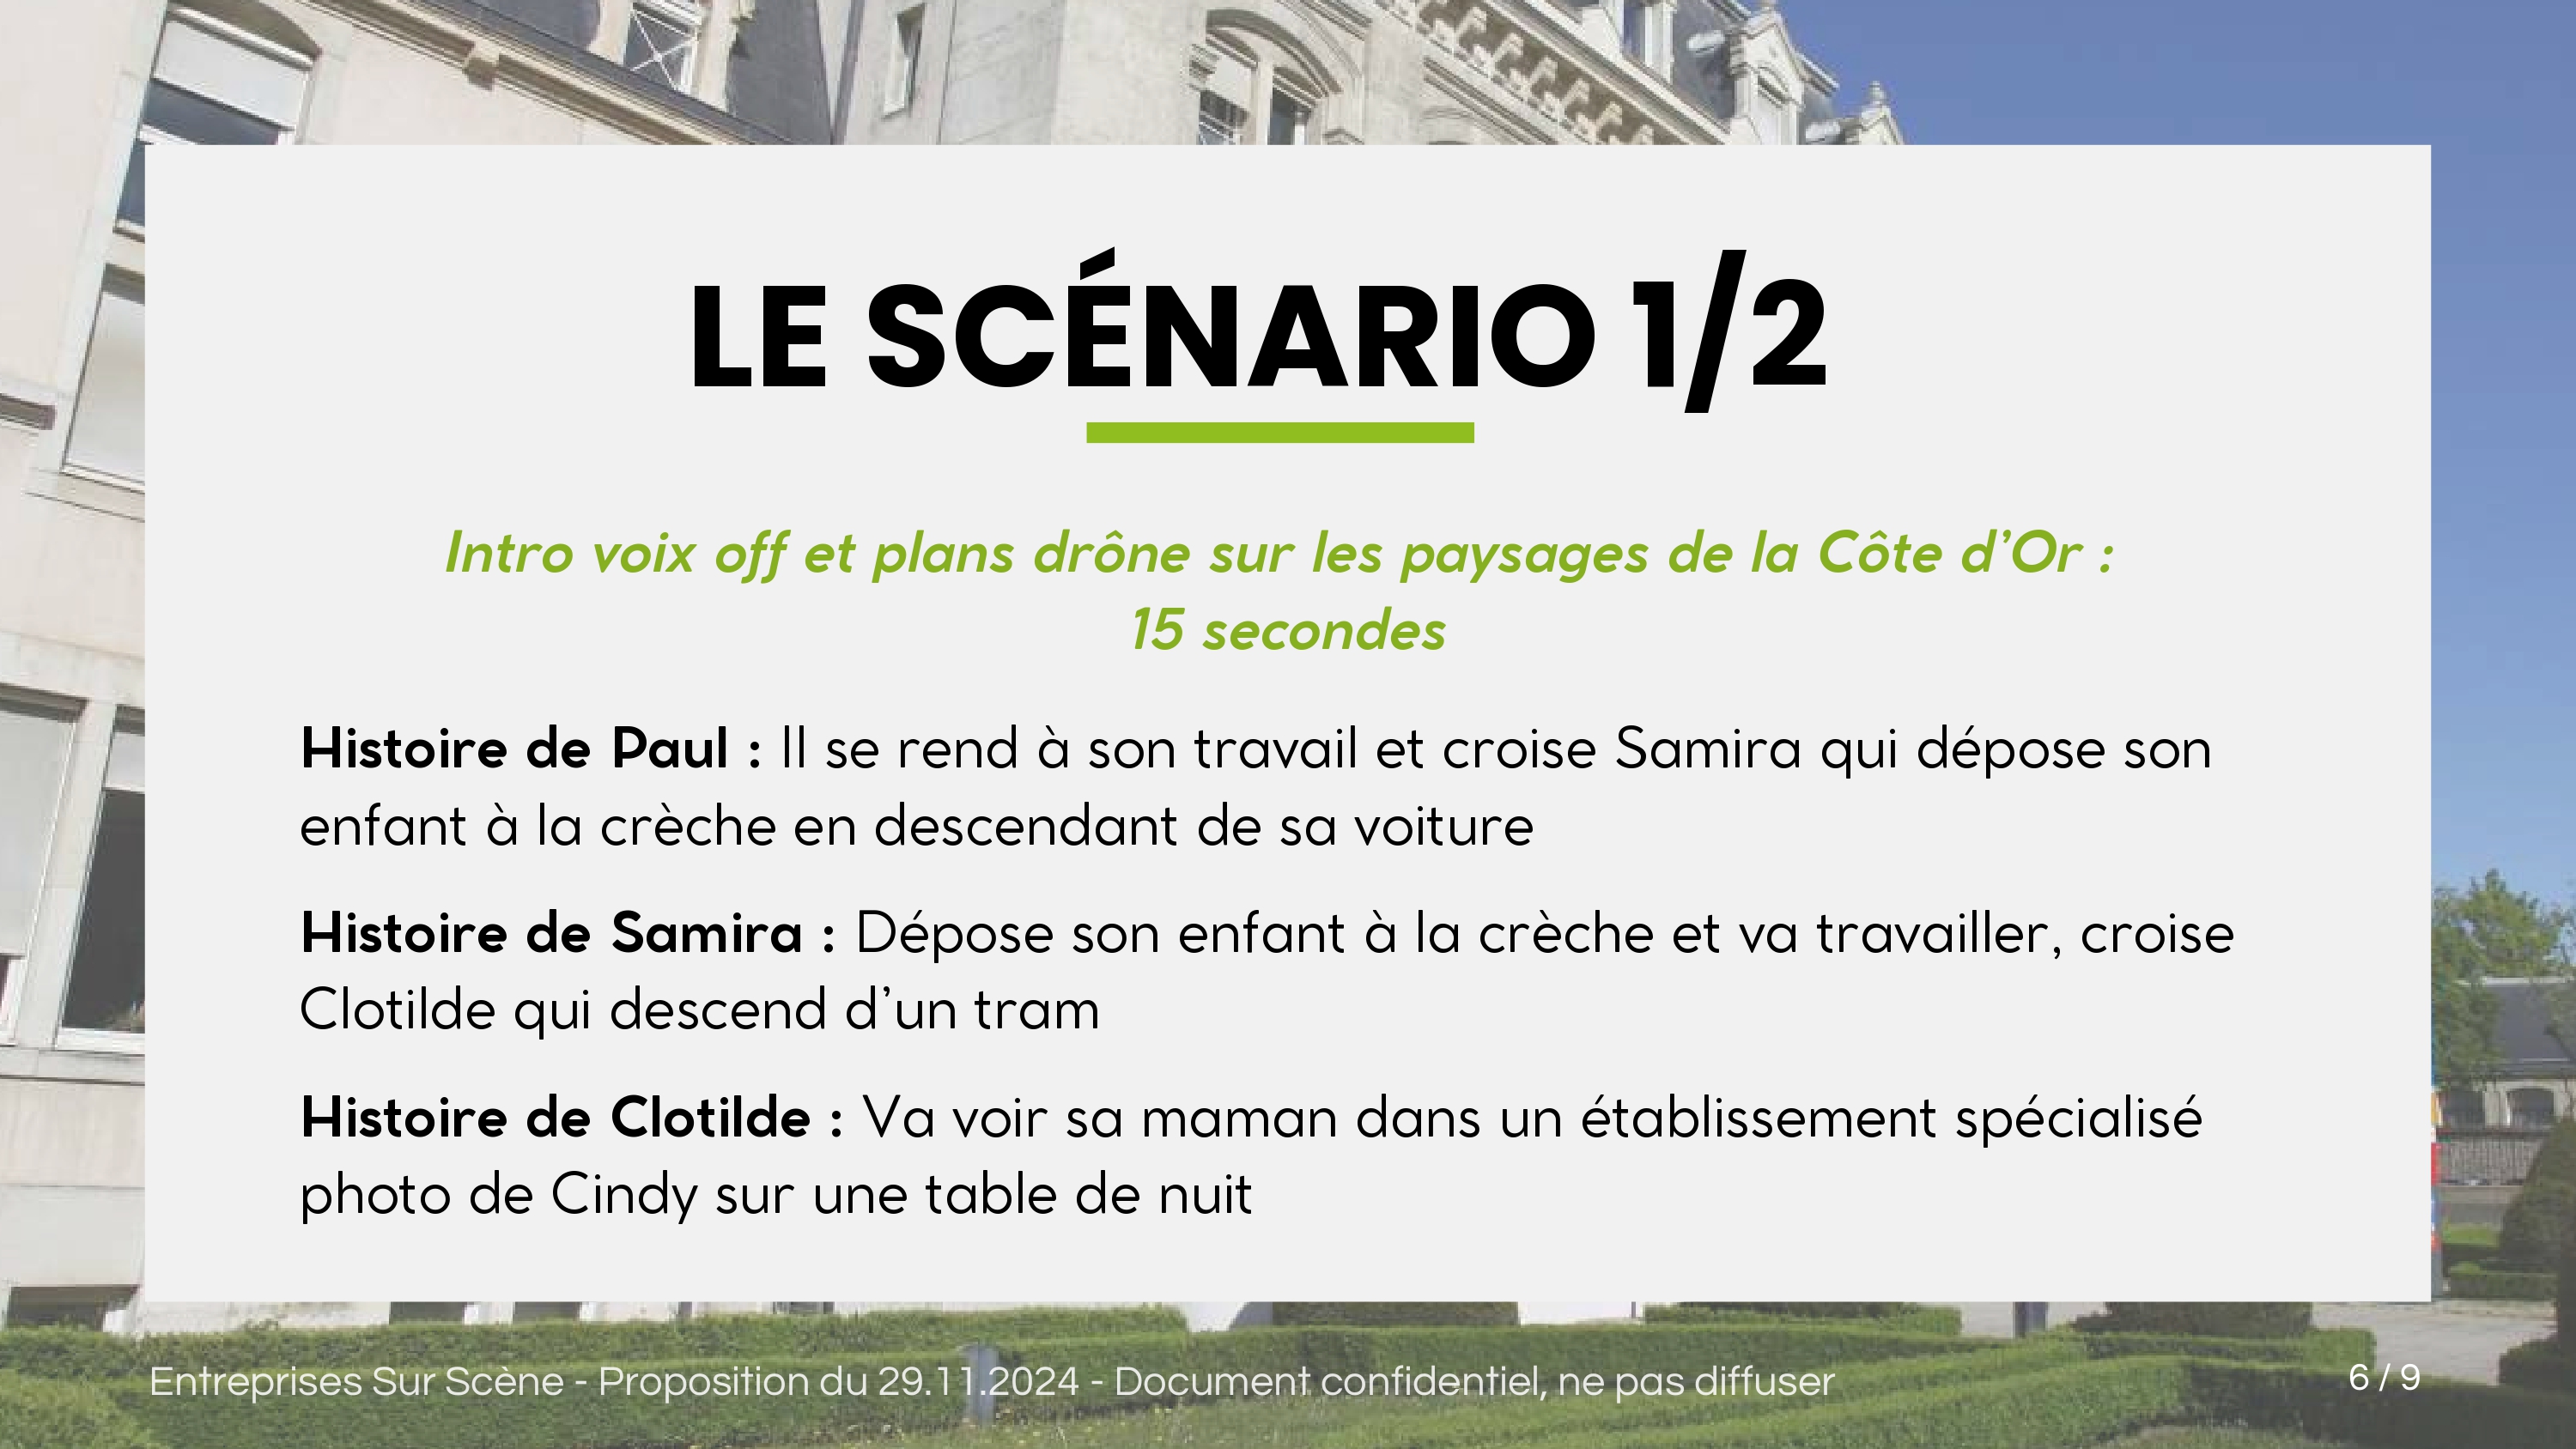 LE SCÉNARIO 1/2
Intro voix off et plans drône sur les paysages de la Côte d’Or :
15 secondes
Histoire de Paul : Il se rend à son travail et croise Samira qui dépose son
enfant à la crèche en descendant de sa voiture
Histoire de Samira : Dépose son enfant à la crèche et va travailler, croise
Clotilde qui descend d’un tram
Histoire de Clotilde : Va voir sa maman dans un établissement spécialisé
photo de Cindy sur une table de nuit
Entreprises Sur Scène - Proposition du 29.11.2024 - Document confidentiel, ne pas diffuser
6 / 9